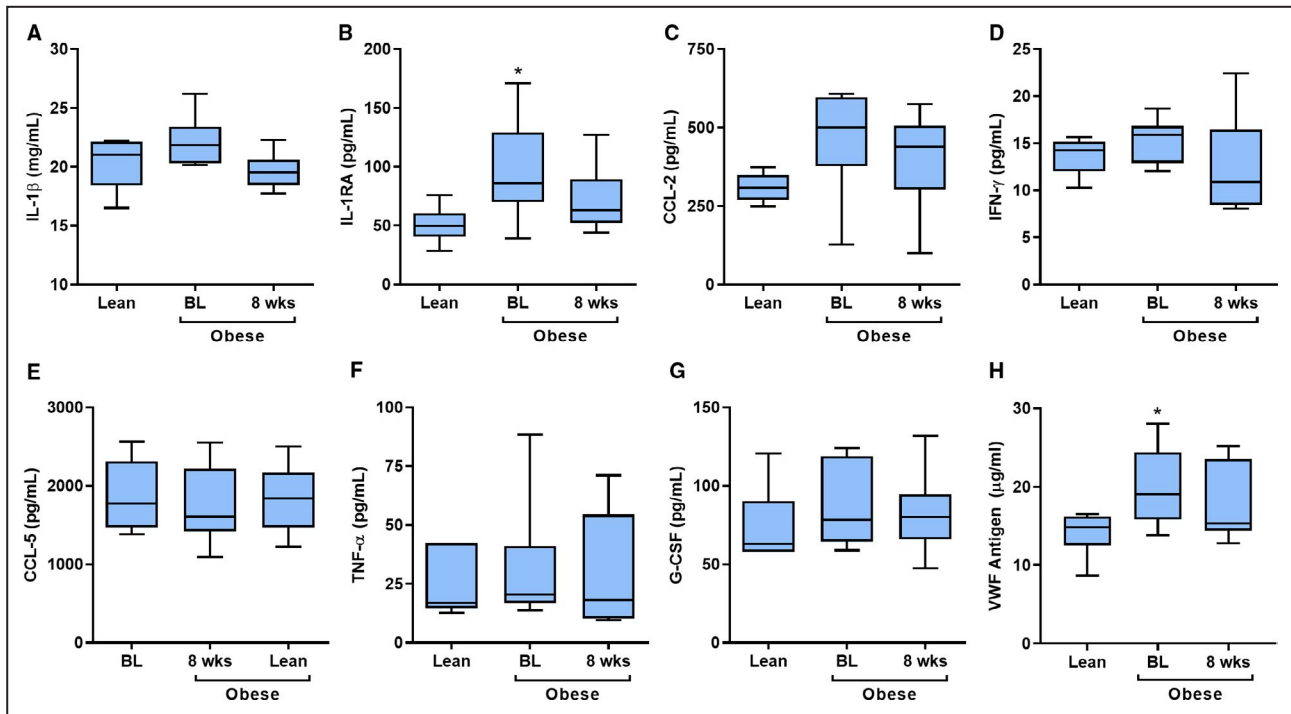 A
IL-1β (mg/mL)
30
25
20
15
10
Lean
BL
8 wks
Obese
B
IL-1RA (pg/mL)
200
150
100
50
0
*
Lean
BL
8 wks
Obese
C
CCL-2 (pg/mL)
750
500
250
0
Lean
BL
8 wks
Obese
D
IFN-γ (pg/mL)
25
20
15
10
5
0
Lean
BL
8 wks
Obese
E
CCL-5 (pg/mL)
3000
2000
1000
0
BL
8 wks
Lean
Obese
F
TNF-α (pg/mL)
100
75
50
25
0
Lean
BL
8 wks
Obese
G
G-CSF (pg/mL)
150
100
50
0
Lean
BL
8 wks
Obese
H
VWF Antigen (µg/ml)
30
20
10
0
*
Lean
BL
8 wks
Obese